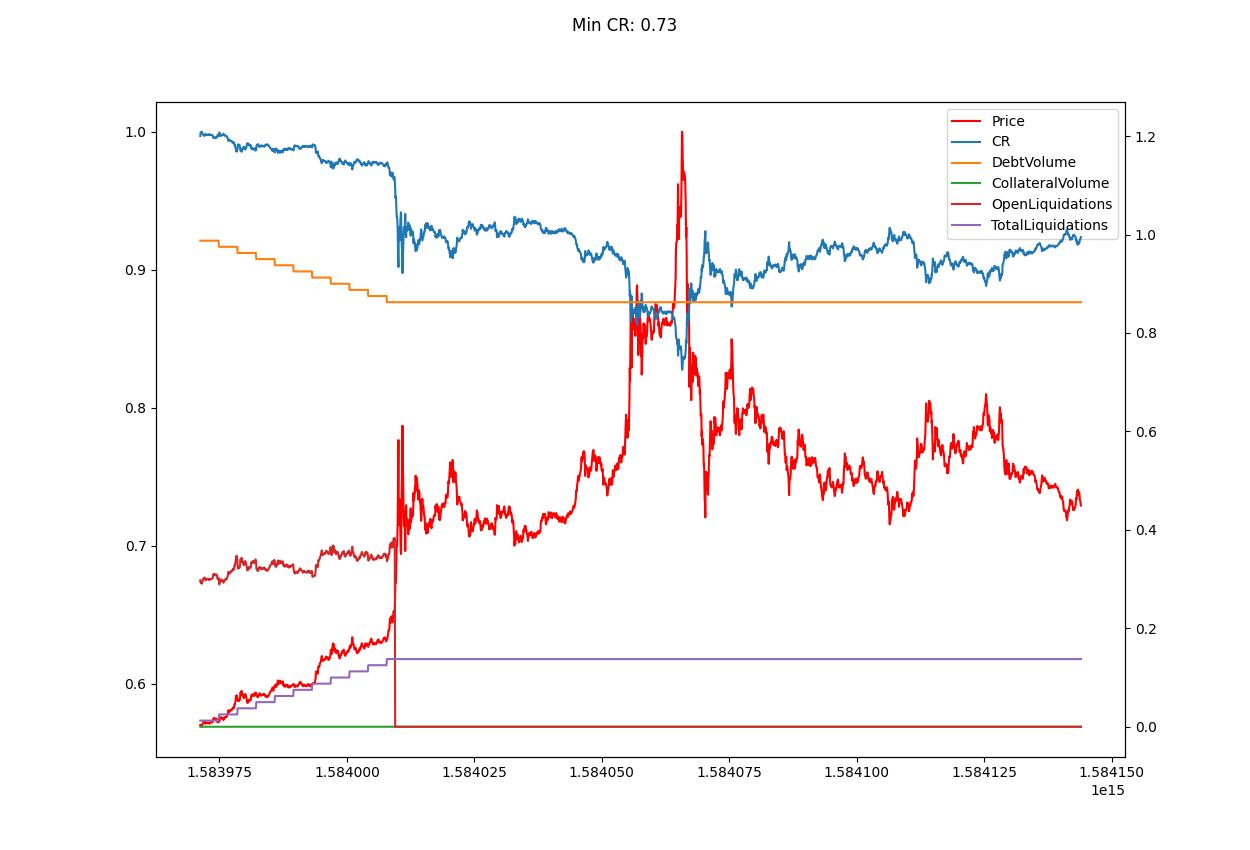 Min CR: 0.73
1.0
0.9
0.8
0.7
0.6
1.2
1.0
0.8
0.6
0.4
0.2
0.0
Price
CR
DebtVolume
CollateralVolume
OpenLiquidations
TotalLiquidations
1.583975 1.584000 1.584025 1.584050 1.584075 1.584100 1.584125 1.584150
1e15